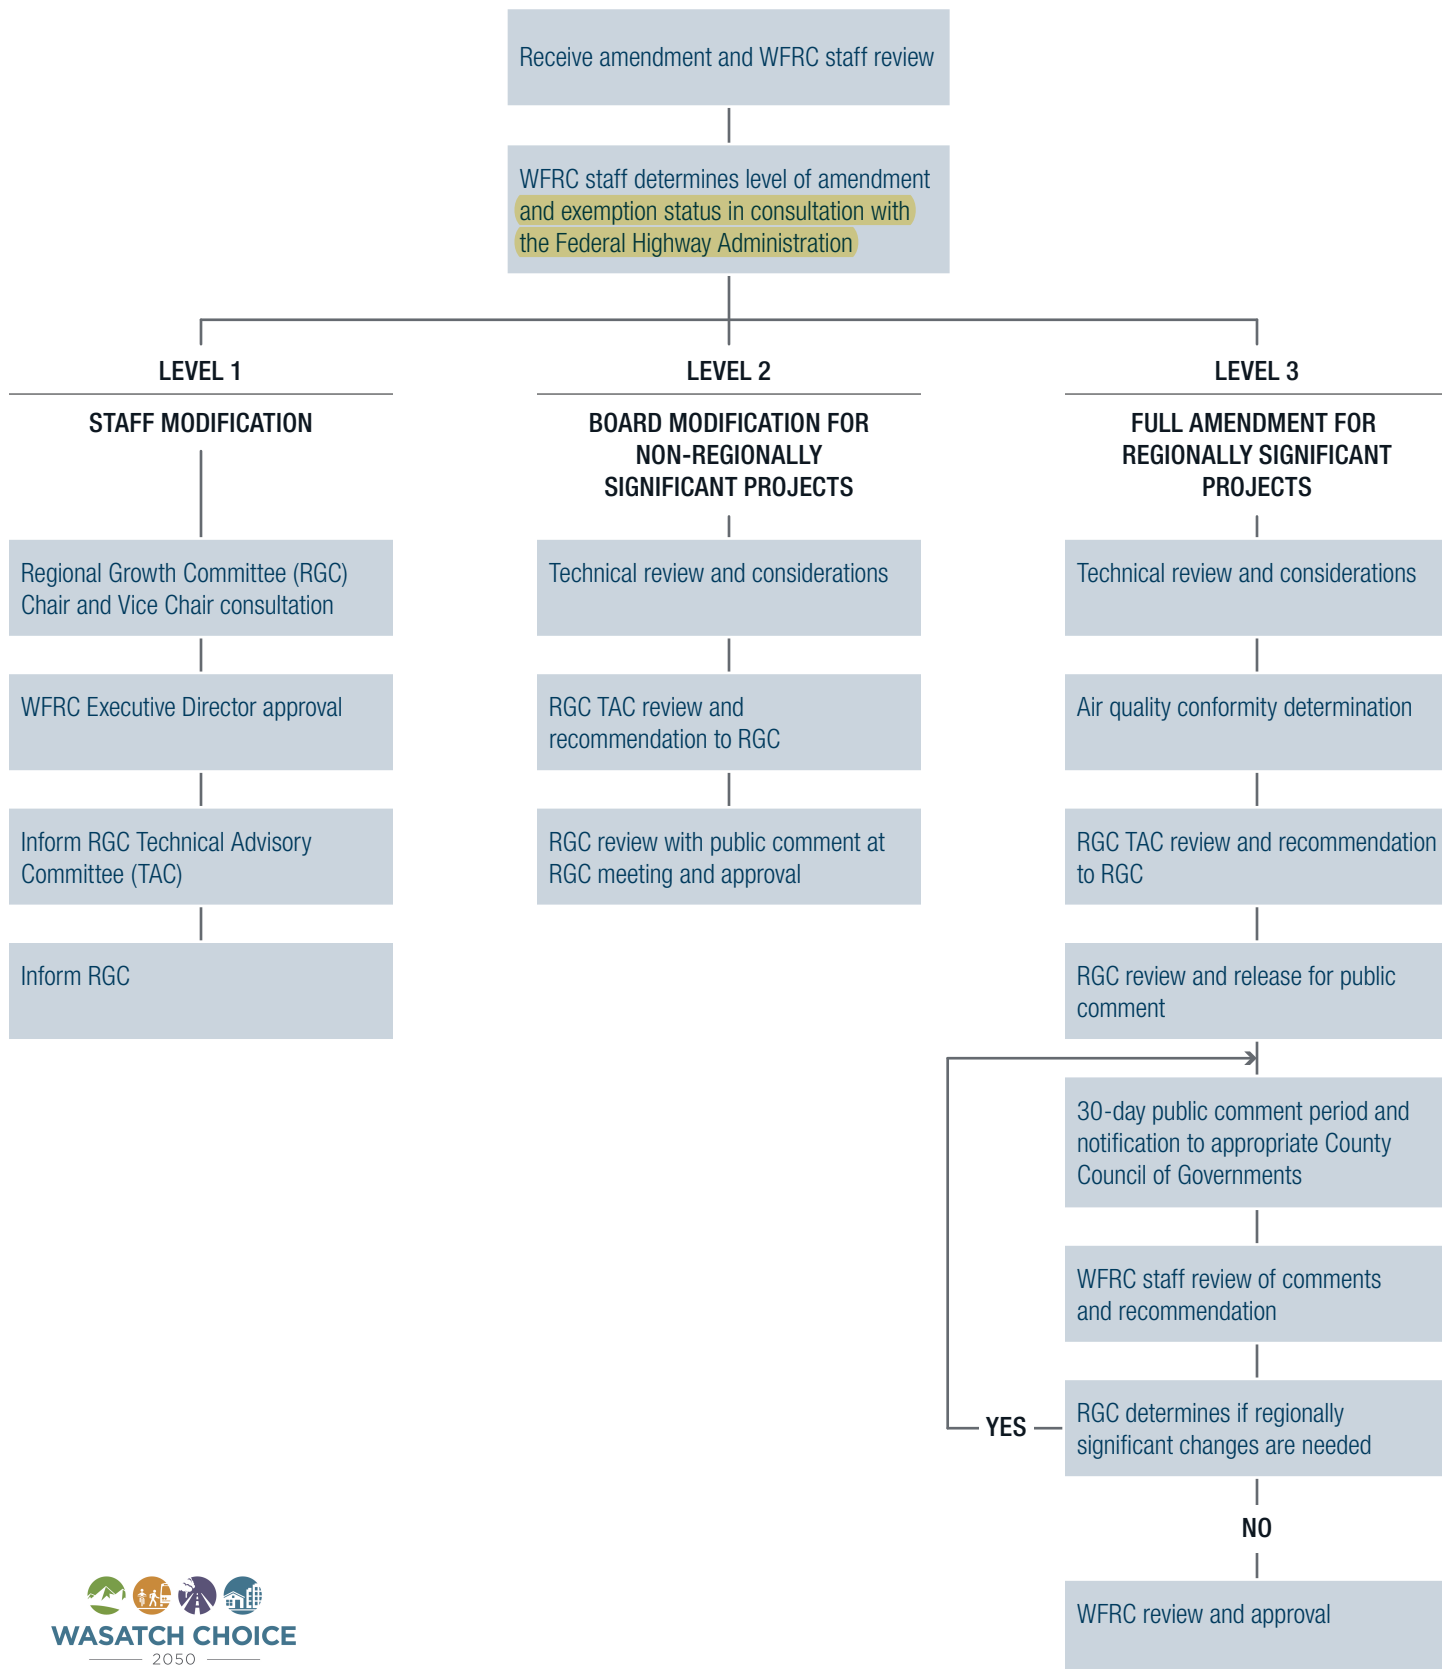 Receive amendment and WFRC staff review
WFRC staff determines level of amendment
and exemption status in consultation with
the Federal Highway Administration
LEVEL 1
STAFF MODIFICATION
Regional Growth Committee (RGC)
Chair and Vice Chair consultation
WFRC Executive Director approval
Inform RGC Technical Advisory
Committee (TAC)
Inform RGC
LEVEL 2
BOARD MODIFICATION FOR
NON-REGIONALLY
SIGNIFICANT PROJECTS
Technical review and considerations
RGC TAC review and
recommendation to RGC
RGC review with public comment at
RGC meeting and approval
LEVEL 3
FULL AMENDMENT FOR
REGIONALLY SIGNIFICANT
PROJECTS
Technical review and considerations
Air quality conformity determination
RGC TAC review and recommendation
to RGC
RGC review and release for public
comment
30-day public comment period and
notification to appropriate County
Council of Governments
WFRC staff review of comments
and recommendation
RGC determines if regionally
significant changes are needed
YES
NO
WFRC review and approval
WASATCH CHOICE
2050